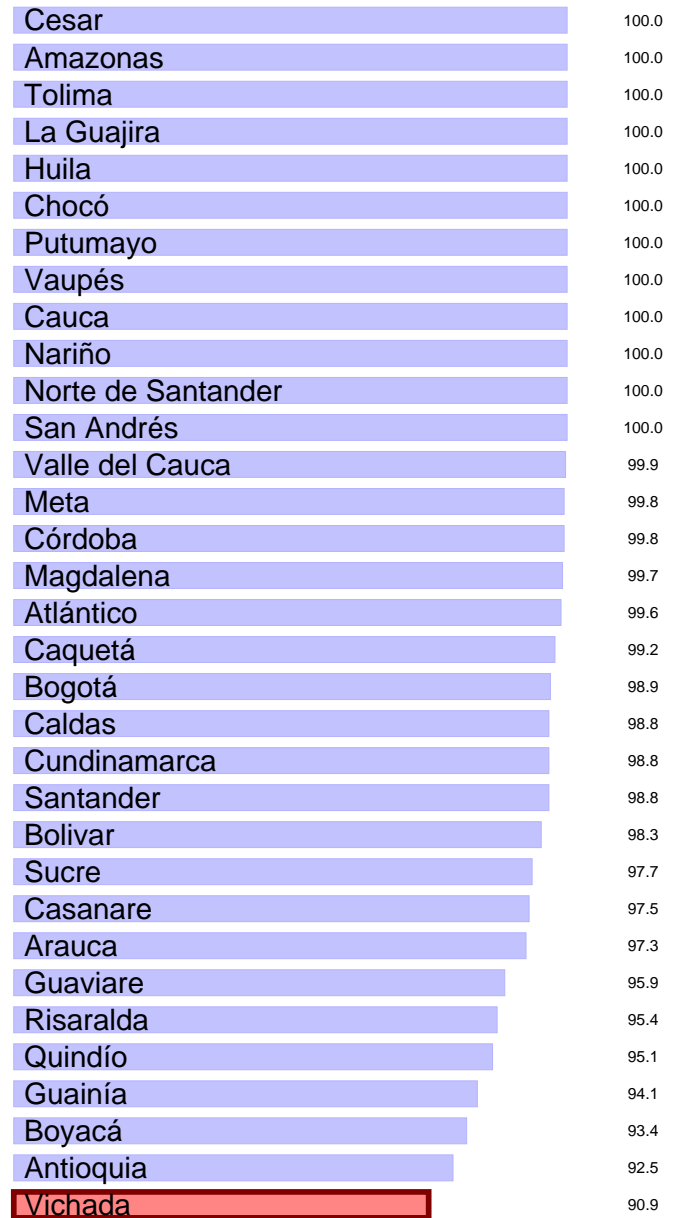 Cesar 100.0
Amazonas 100.0
Tolima 100.0
La Guajira 100.0
Huila 100.0
Chocó 100.0
Putumayo 100.0
Vaupés 100.0
Cauca 100.0
Nariño 100.0
Norte de Santander 100.0
San Andrés 100.0
Valle del Cauca 99.9
Meta 99.8
Córdoba 99.8
Magdalena 99.7
Atlántico 99.6
Caquetá 99.2
Bogotá 98.9
Caldas 98.8
Cundinamarca 98.8
Santander 98.8
Bolivar 98.3
Sucre 97.7
Casanare 97.5
Arauca 97.3
Guaviare 95.9
Risaralda 95.4
Quindío 95.1
Guainía 94.1
Boyacá 93.4
Antioquia 92.5
Vichada 90.9